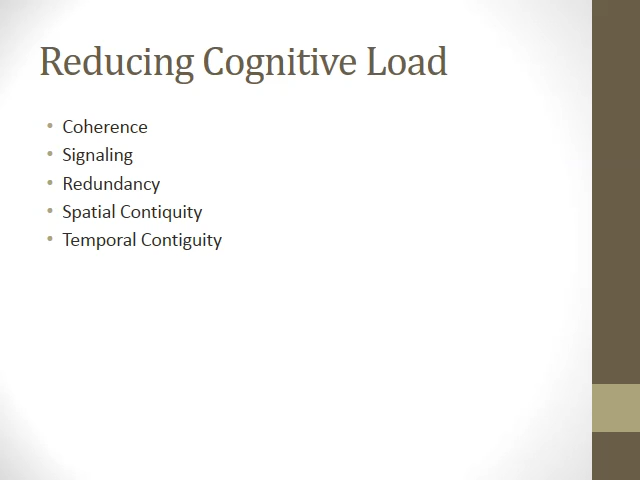 Reducing Cognitive Load
• Coherence
• Signaling
• Redundancy
• Spatial Contiquity
• Temporal Contiguity